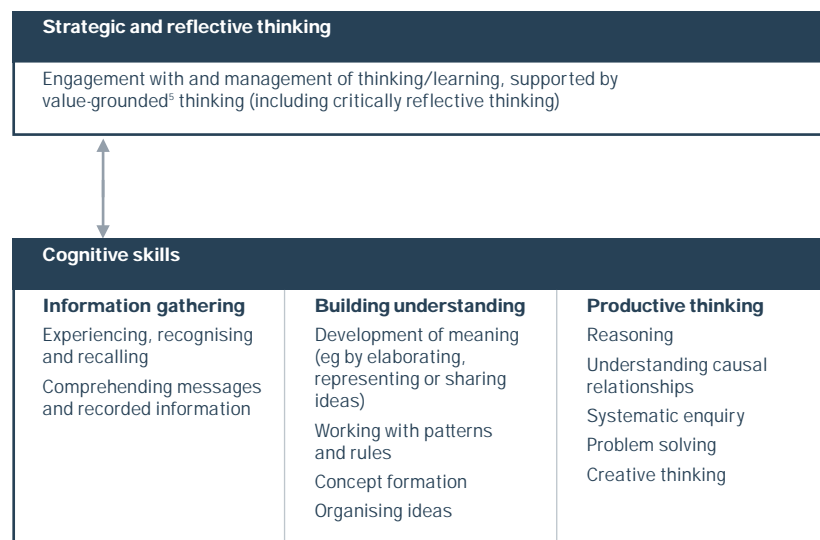 Strategic and reflective thinking
Engagement with and management of thinking/learning, supported by
value-grounded⁵ thinking (including critically reflective thinking)
Cognitive skills
Information gathering
Experiencing, recognising
and recalling
Comprehending messages
and recorded information
Building understanding
Development of meaning
(eg by elaborating,
representing or sharing
ideas)
Working with patterns
and rules
Concept formation
Organising ideas
Productive thinking
Reasoning
Understanding causal
relationships
Systematic enquiry
Problem solving
Creative thinking